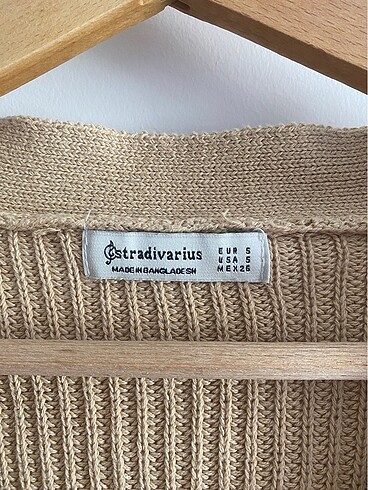 stradivarius
MADE IN BANGLADESH
EUR S
USA S
MEX 26